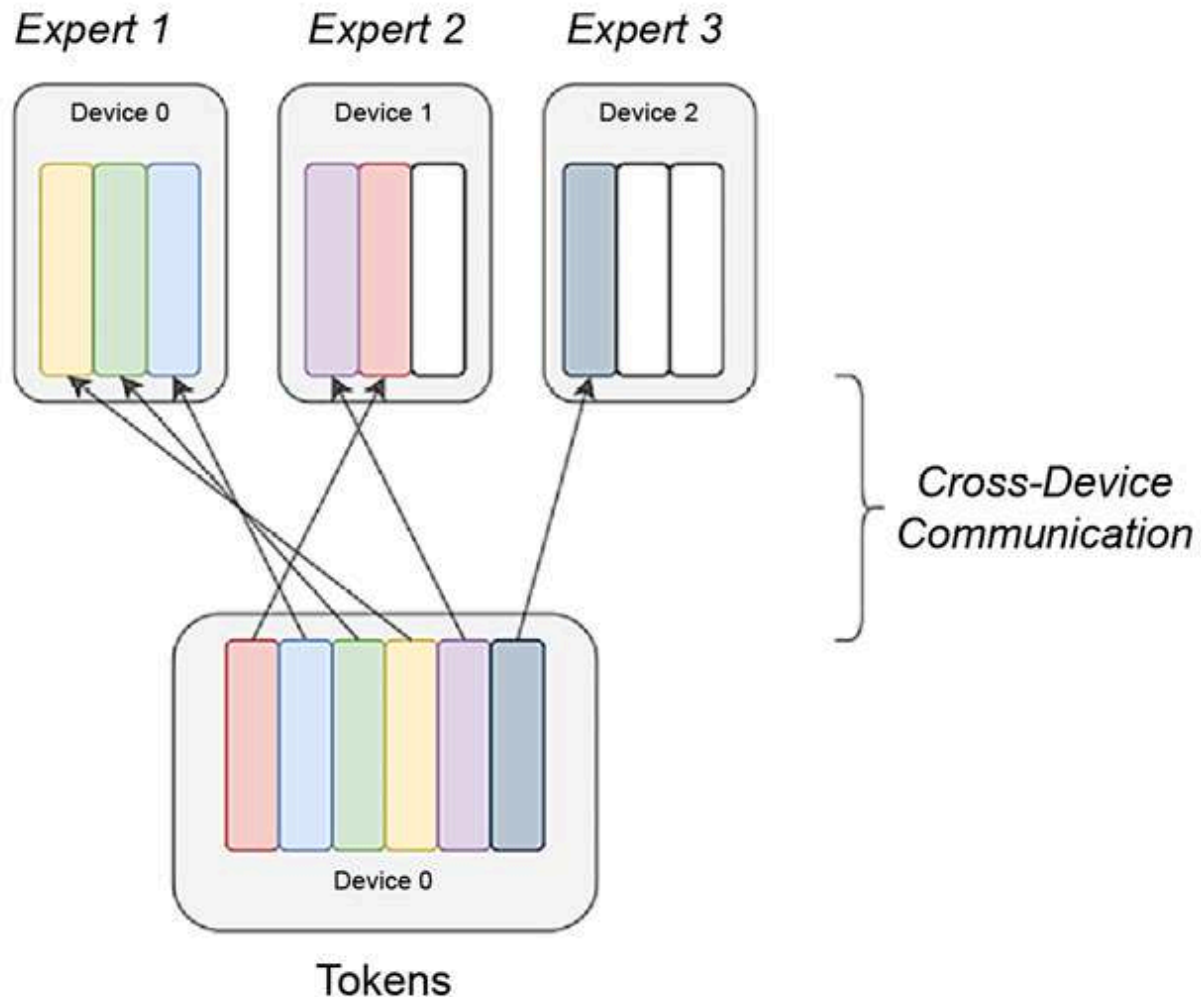 Expert 1
Expert 2
Expert 3
Device 0
Device 1
Device 2
Cross-Device
Communication
Device 0
Tokens